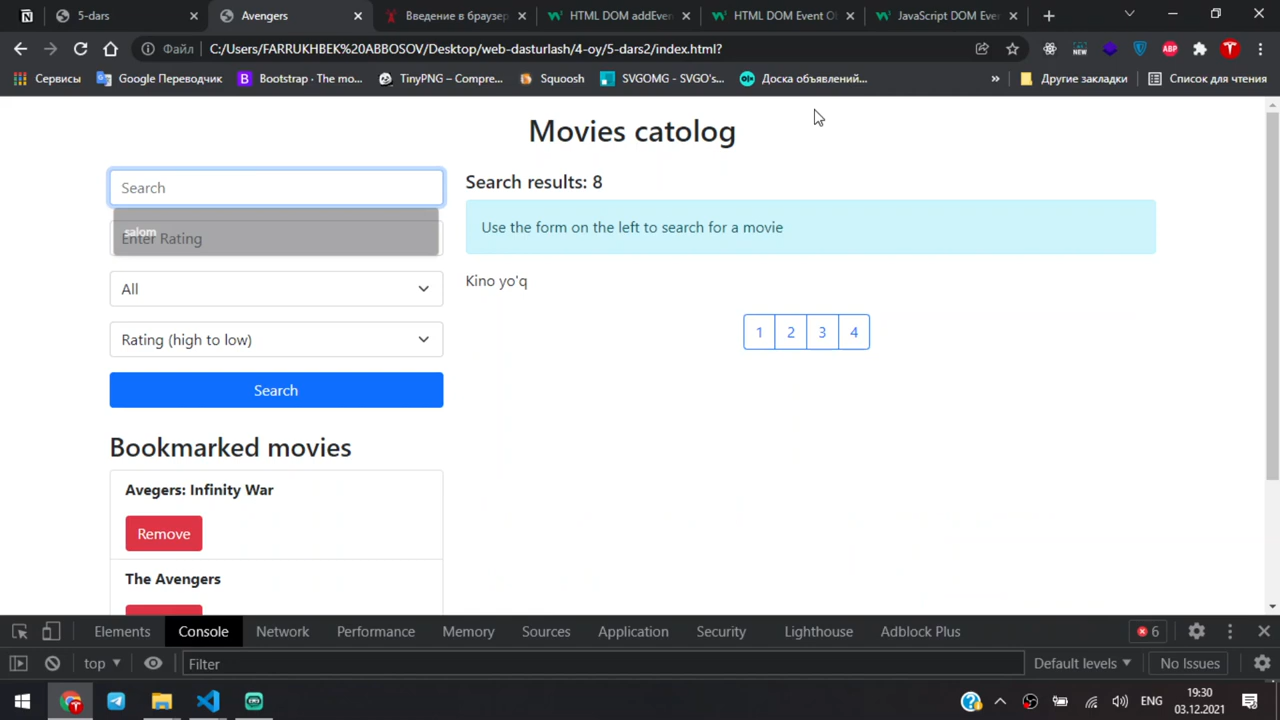 5-dars
Avengers
Введение в браузер
HTML DOM addEven
HTML DOM Event O
JavaScript DOM Eve
Файл
C:/Users/FARRUKHBEK%20ABBOSOV/Desktop/web-dasturlash/4-oy/5-dars2/index.html?
NEW
ABP
Сервисы
Google Переводчик
Bootstrap · The mo...
TinyPNG – Compre...
Squoosh
SVGOMG - SVGO's...
Доска объявлений...
»
Другие закладки
Список для чтения
Movies catolog
Search
salom
Enter Rating
All
Rating (high to low)
Search
Search results: 8
Use the form on the left to search for a movie
Kino yo'q
1 2 3 4
Bookmarked movies
Avegers: Infinity War
Remove
The Avengers
Elements
Console
Network
Performance
Memory
Sources
Application
Security
Lighthouse
Adblock Plus
6
top
Filter
Default levels
No Issues
ENG
19:30
03.12.2021